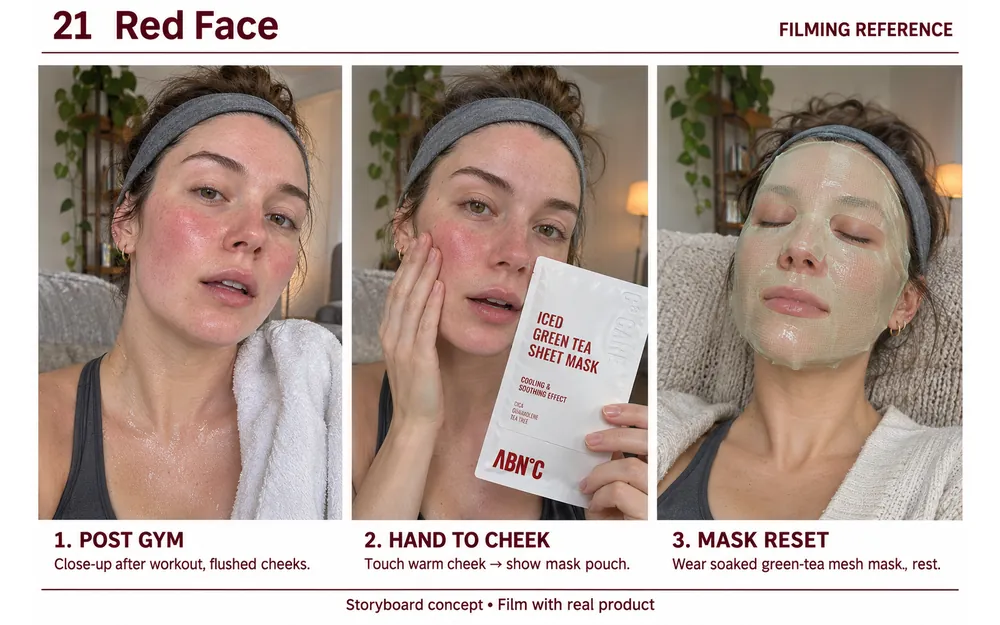 21 Red Face
FILMING REFERENCE
ICED
GREEN TEA
SHEET MASK
COOLING &
SOOTHING EFFECT
CICA
TEA TREE
ABN°C
1. POST GYM
Close-up after workout, flushed cheeks.
2. HAND TO CHEEK
Touch warm cheek → show mask pouch.
3. MASK RESET
Wear soaked green-tea mesh mask., rest.
Storyboard concept • Film with real product